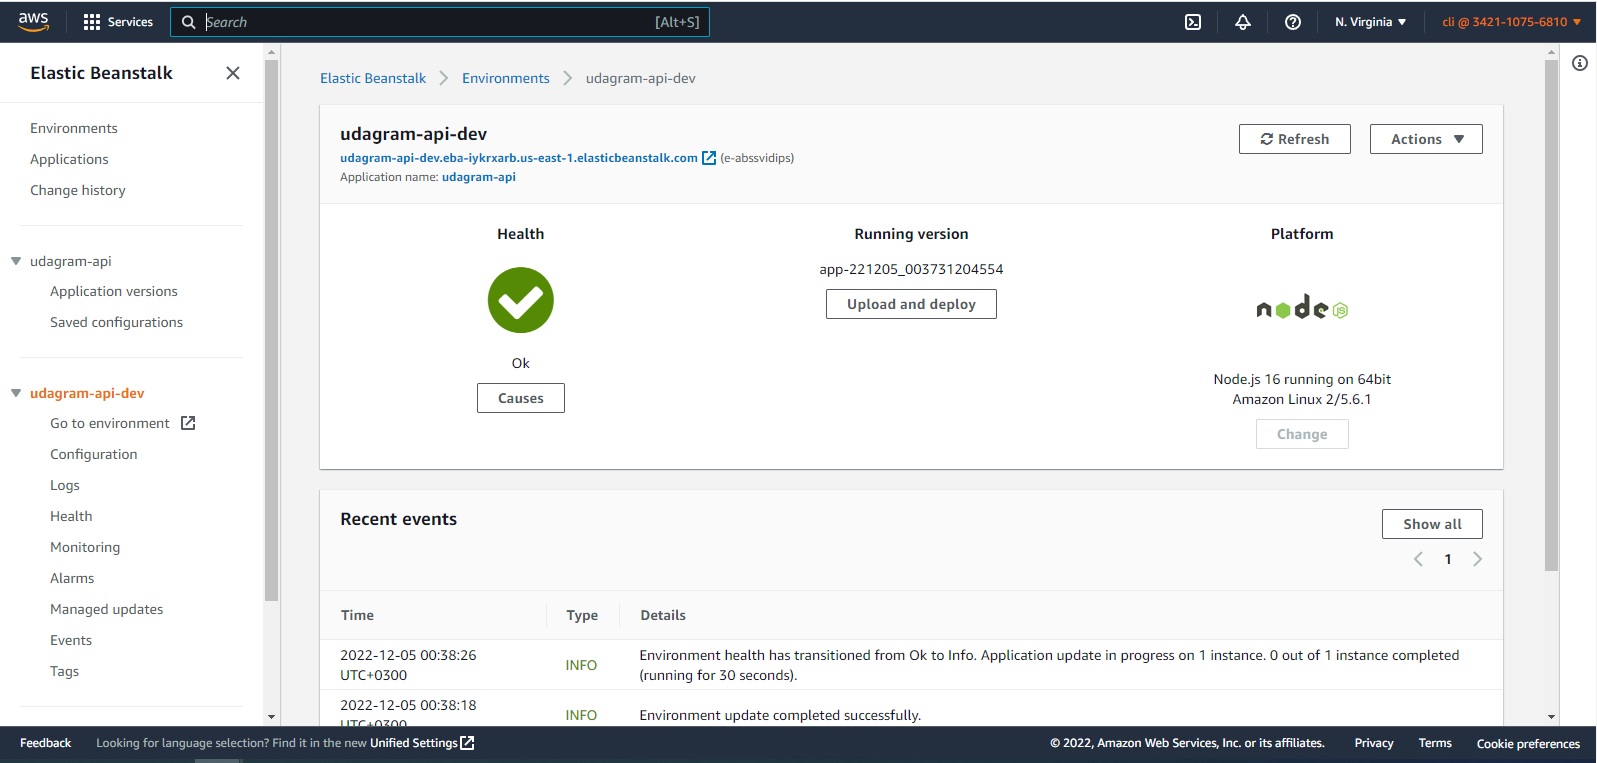 aws
Services
Search
[Alt+S]
N. Virginia
cli @ 3421-1075-6810
Elastic Beanstalk
Environments
Applications
Change history
udagram-api
Application versions
Saved configurations
udagram-api-dev
Go to environment
Configuration
Logs
Health
Monitoring
Alarms
Managed updates
Events
Tags
Elastic Beanstalk
Environments
udagram-api-dev
udagram-api-dev
udagram-api-dev.eba-iykrxarb.us-east-1.elasticbeanstalk.com (e-abssvidips)
Application name: udagram-api
Refresh
Actions
Health
Ok
Causes
Running version
app-221205_003731204554
Upload and deploy
Platform
node JS
Node.js 16 running on 64bit
Amazon Linux 2/5.6.1
Change
Recent events
Show all
1
Time Type Details
2022-12-05 00:38:26
UTC+0300
INFO
Environment health has transitioned from Ok to Info. Application update in progress on 1 instance. 0 out of 1 instance completed
(running for 30 seconds).
2022-12-05 00:38:18
UTC+0300
INFO
Environment update completed successfully.
Feedback
Looking for language selection? Find it in the new Unified Settings
© 2022, Amazon Web Services, Inc. or its affiliates.
Privacy
Terms
Cookie preferences